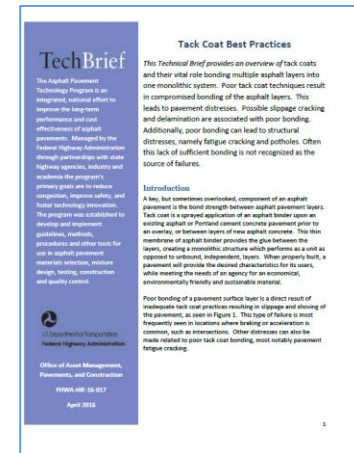 TechBrief
The Asphalt Pavement
Technology Program is an
integrated, national effort to
improve the long-term
performance and cost
effectiveness of asphalt
pavements. Managed by the
Federal Highway Administration
through partnerships with state
highway agencies, industry and
academia the program's
primary goals are to reduce
congestion, improve safety, and
foster technology innovation.
The program was established to
develop and implement
guidelines, methods,
procedures and other tools for
use in asphalt pavement
materials selection, mixture
design, testing, construction
and quality control.
U.S. Department of Transportation
Federal Highway Administration
Office of Asset Management,
Pavements, and Construction
FHWA-HIF-16-017
April 2016
Tack Coat Best Practices
This Technical Brief provides an overview of tack coats
and their vital role bonding multiple asphalt layers into
one monolithic system. Poor tack coat techniques result
in compromised bonding of the asphalt layers. This
leads to pavement distresses. Possible slippage cracking
and delamination are associated with poor bonding.
Additionally, poor bonding can lead to structural
distresses, namely fatigue cracking and potholes. Often
this lack of sufficient bonding is not recognized as the
source of failures.
Introduction
A key, but sometimes overlooked, component of an asphalt
pavement is the bond strength between asphalt pavement layers.
Tack coat is a sprayed application of an asphalt binder upon an
existing asphalt or Portland cement concrete pavement prior to
an overlay, or between layers of new asphalt concrete. This thin
membrane of asphalt binder provides the glue between the
layers, creating a monolithic structure which performs as a unit as
opposed to unbound, independent, layers. When properly built, a
pavement will provide the desired characteristics for its users,
while meeting the needs of an agency for an economical,
environmentally friendly and sustainable material.
Poor bonding of a pavement surface layer is a direct result of
inadequate tack coat practices resulting in slippage and shoving of
the pavement, as seen in Figure 1. This type of failure is most
frequently seen in locations where braking or acceleration is
common, such as intersections. Other distresses can also be
made related to poor tack coat bonding, most notably pavement
fatigue cracking.
1